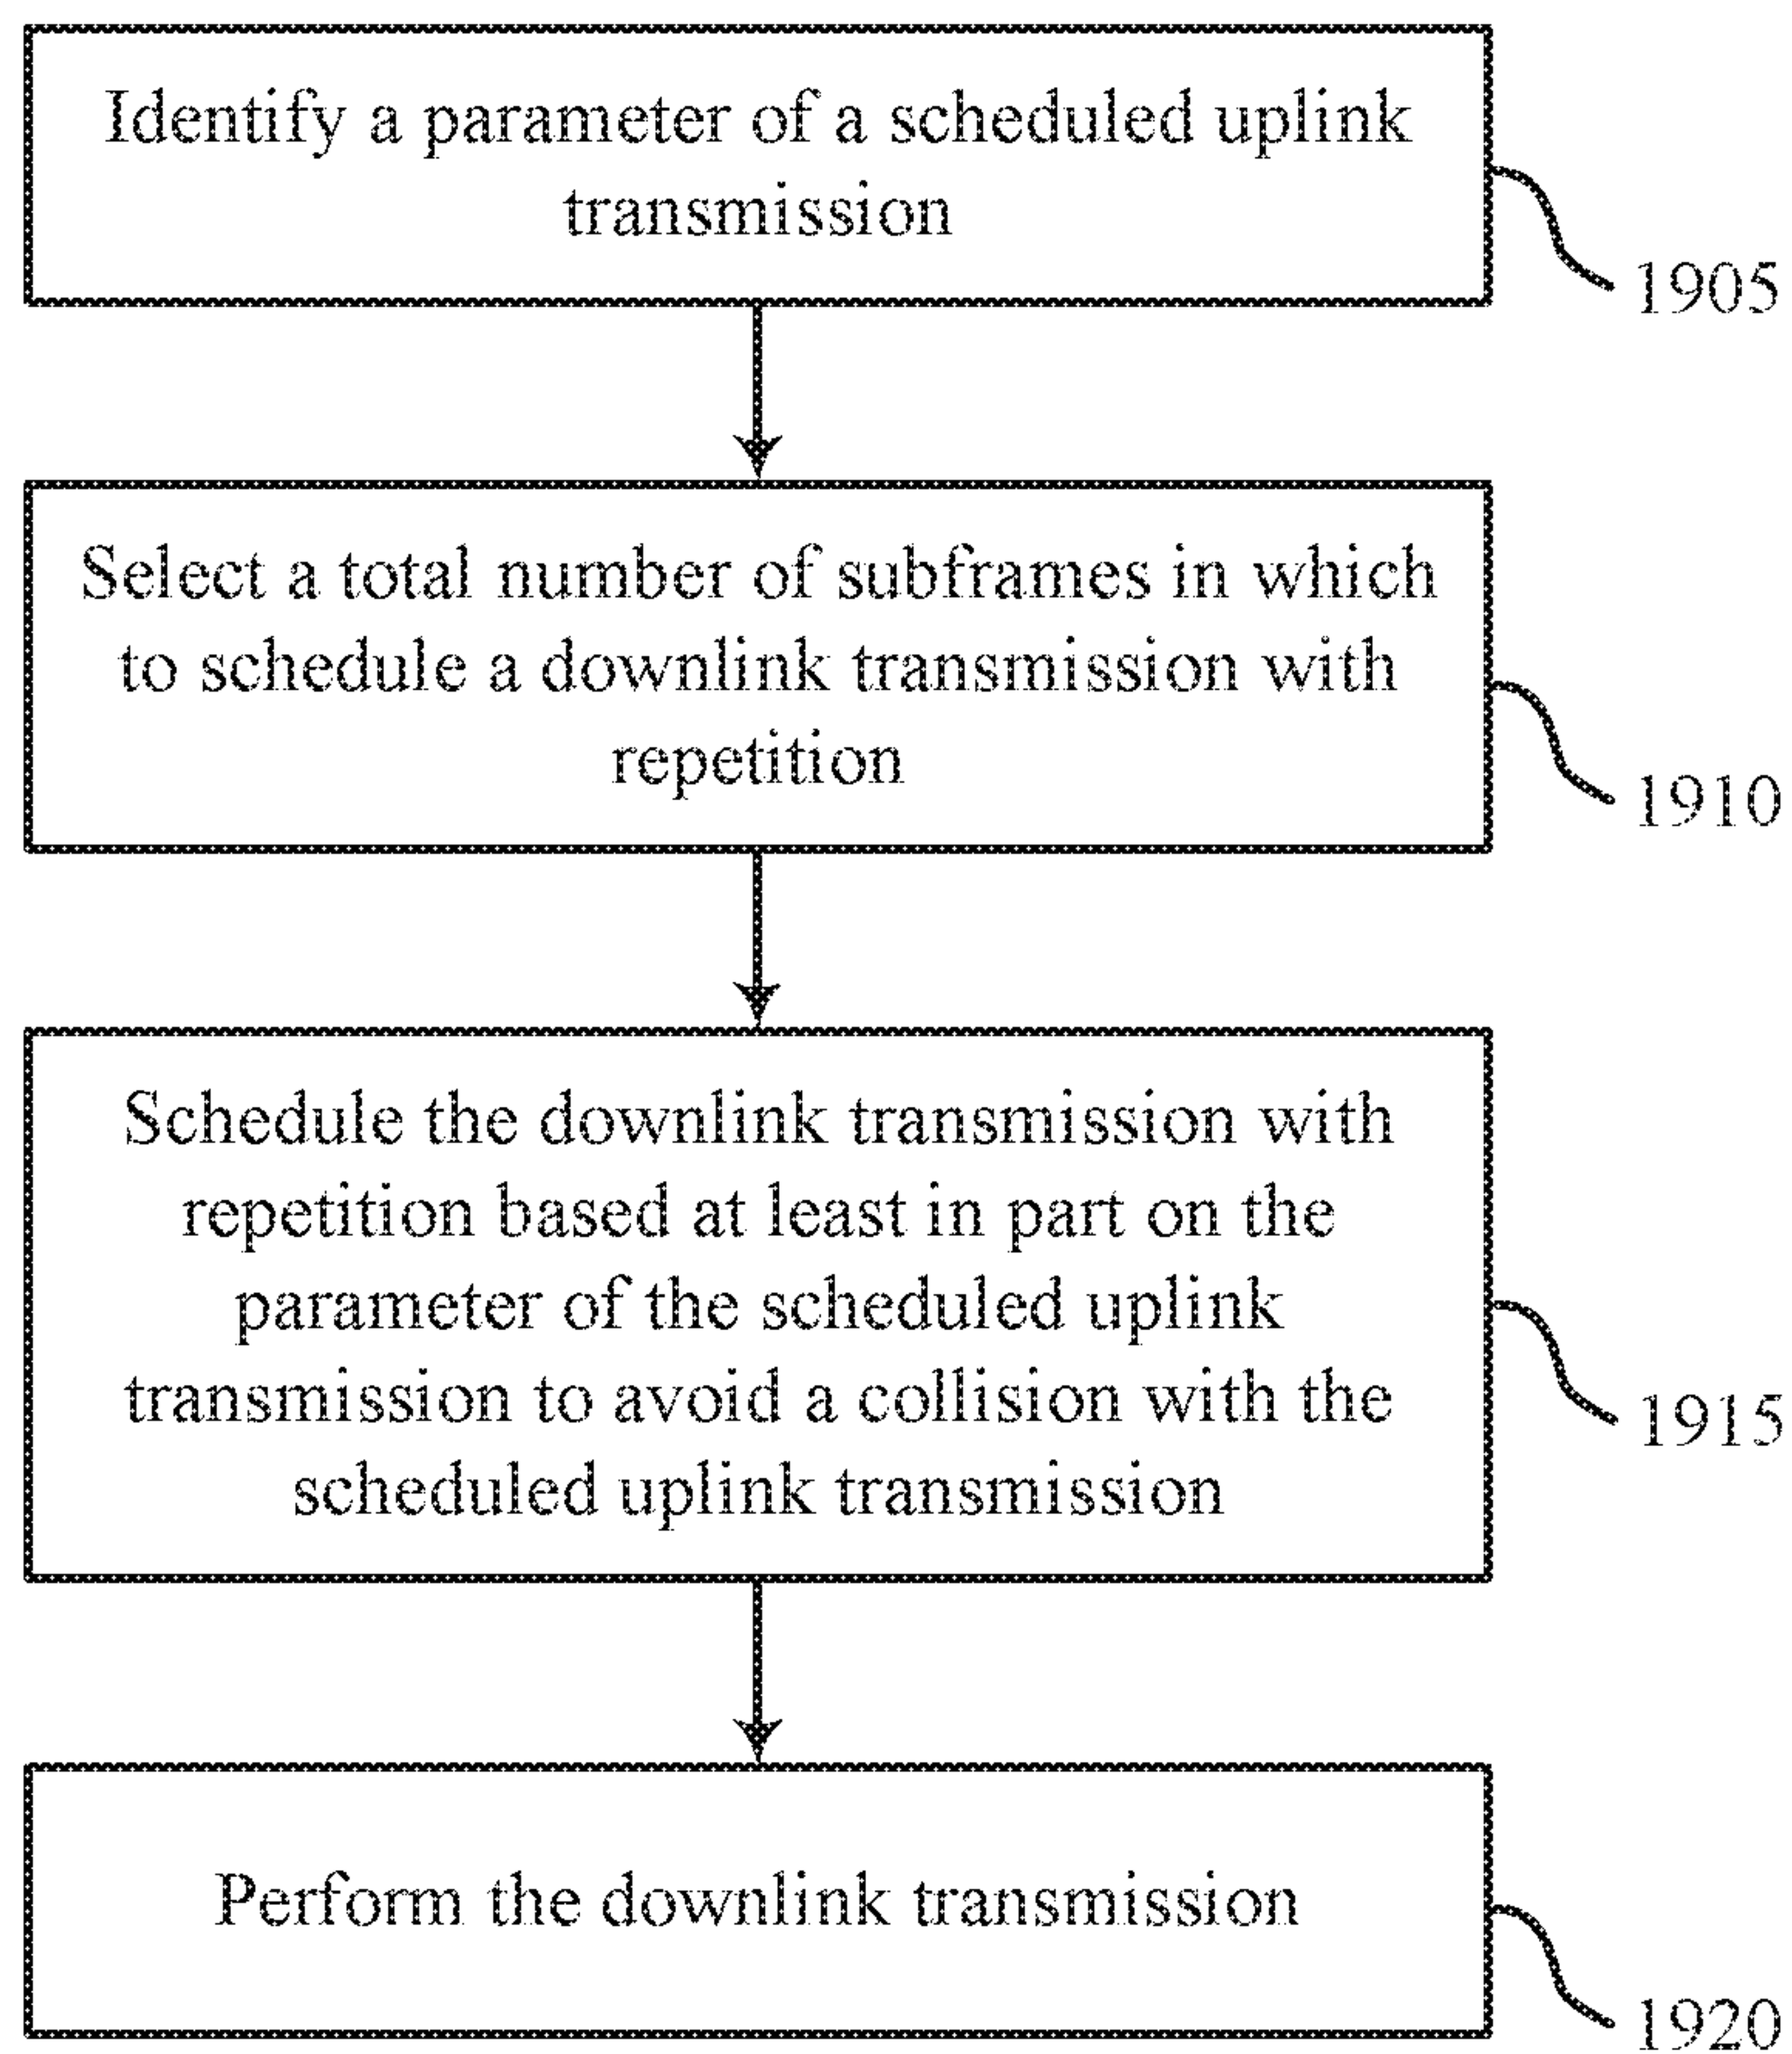 Identify a parameter of a scheduled uplink
transmission
1905
Select a total number of subframes in which
to schedule a downlink transmission with
repetition
1910
Schedule the downlink transmission with
repetition based at least in part on the
parameter of the scheduled uplink
transmission to avoid a collision with the
scheduled uplink transmission
1915
Perform the downlink transmission
1920